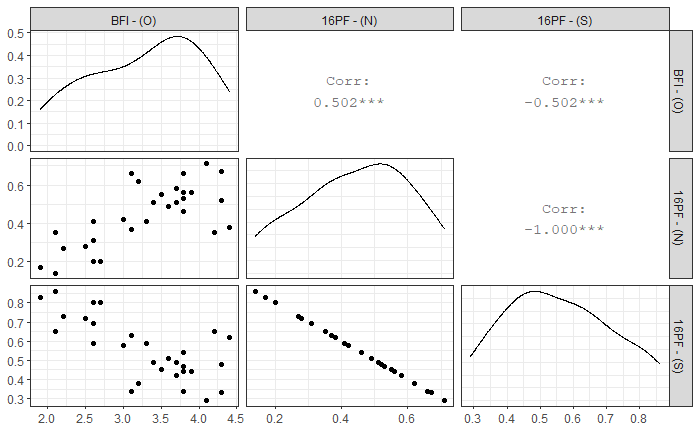 BFI - (O)
16PF - (N)
16PF - (S)
0.5
0.4
0.3
0.2
0.1
0.0
Corr:
0.502***
Corr:
-0.502***
BFI - (O)
0.6
0.4
0.2
Corr:
-1.000***
16PF - (N)
0.8
0.7
0.6
0.5
0.4
0.3
16PF - (S)
2.0 2.5 3.0 3.5 4.0 4.5
0.2 0.4 0.6
0.3 0.4 0.5 0.6 0.7 0.8